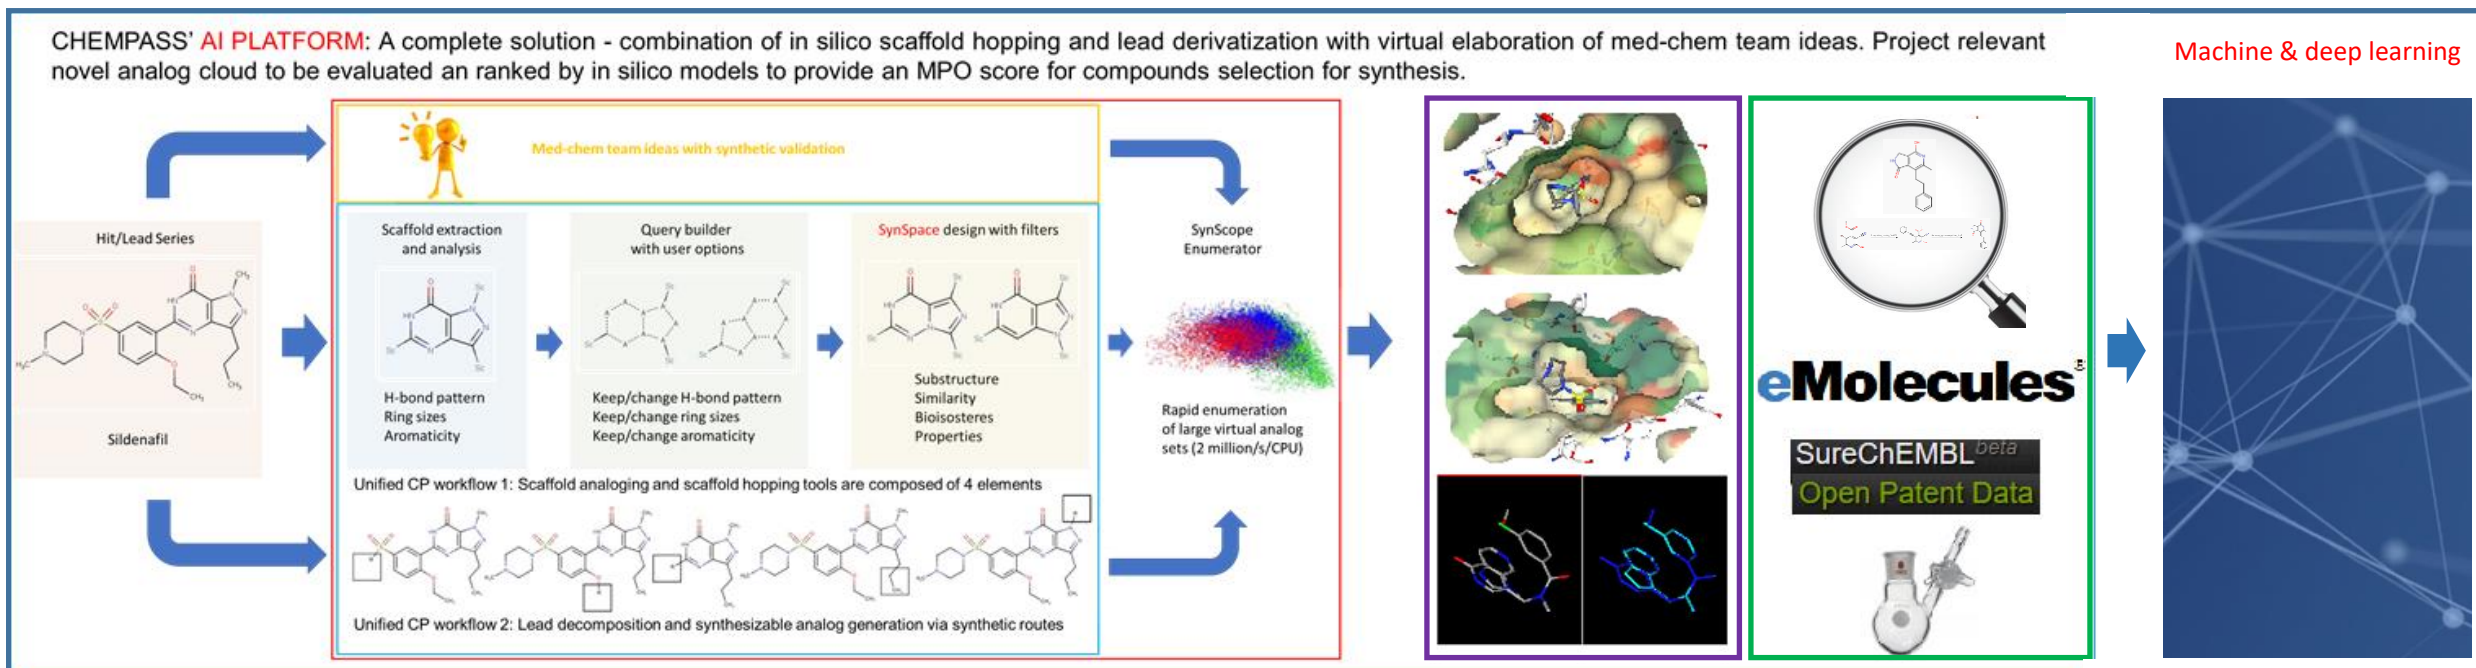 CHEMPASS' AI PLATFORM: A complete solution - combination of in silico scaffold hopping and lead derivatization with virtual elaboration of med-chem team ideas. Project relevant
novel analog cloud to be evaluated an ranked by in silico models to provide an MPO score for compounds selection for synthesis.
Machine & deep learning
Med-chem team ideas with synthetic validation
Hit/Lead Series
Sildenafil
Scaffold extraction
and analysis
H-bond pattern
Ring sizes
Aromaticity
Query builder
with user options
Keep/change H-bond pattern
Keep/change ring sizes
Keep/change aromaticity
SynSpace design with filters
Substructure
Similarity
Bioisosteres
Properties
Unified CP workflow 1: Scaffold analoging and scaffold hopping tools are composed of 4 elements
Unified CP workflow 2: Lead decomposition and synthesizable analog generation via synthetic routes
SynScope
Enumerator
Rapid enumeration
of large virtual analog
sets (2 million/s/CPU)
eMolecules
SureChEMBL beta
Open Patent Data